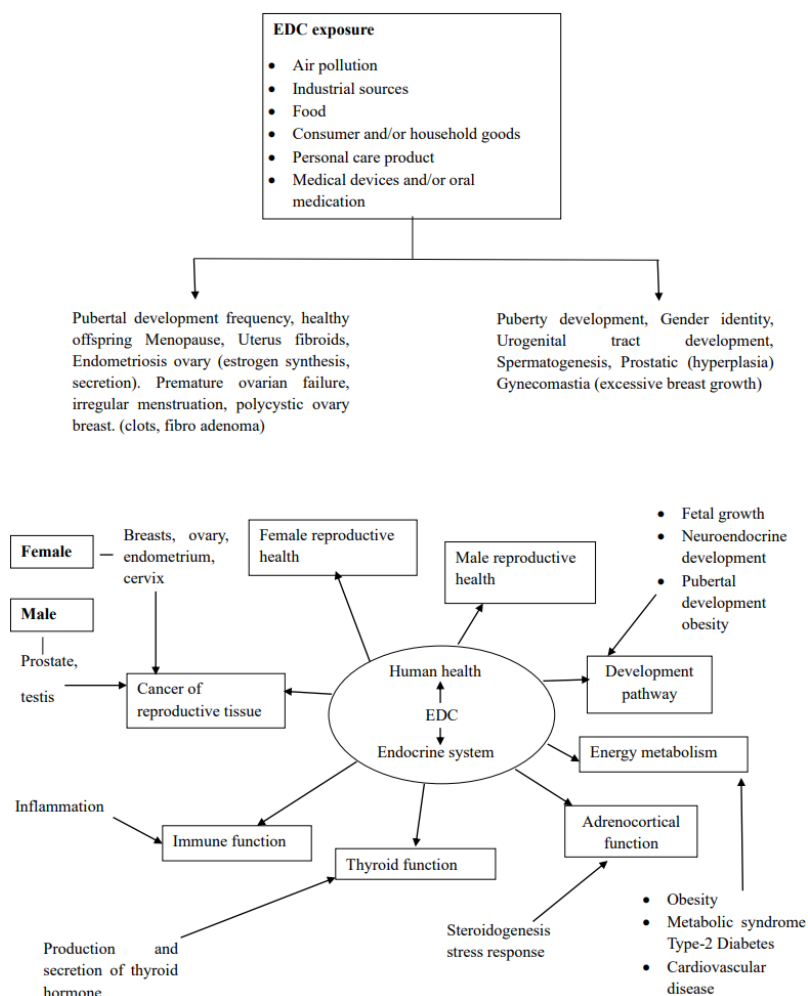 EDC exposure
• Air pollution
• Industrial sources
• Food
• Consumer and/or household goods
• Personal care product
• Medical devices and/or oral
medication
Pubertal development frequency, healthy
offspring Menopause, Uterus fibroids,
Endometriosis ovary (estrogen synthesis,
secretion). Premature ovarian failure,
irregular menstruation, polycystic ovary
breast. (clots, fibro adenoma)
Puberty development, Gender identity,
Urogenital tract development,
Spermatogenesis, Prostatic (hyperplasia)
Gynecomastia (excessive breast growth)
Female
Breasts, ovary,
endometrium,
cervix
Female reproductive
health
Male reproductive
health
• Fetal growth
• Neuroendocrine
development
• Pubertal
development
obesity
Male
Prostate,
testis
Cancer of
reproductive tissue
Human health
EDC
Endocrine system
Development
pathway
Energy metabolism
Inflammation
Immune function
Thyroid function
Adrenocortical
function
Production and
secretion of thyroid
hormone
Steroidogenesis
stress response
• Obesity
• Metabolic syndrome
Type-2 Diabetes
• Cardiovascular
disease